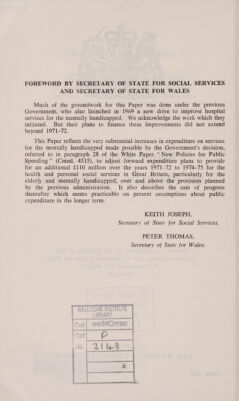 FOREWORD BY SECRETARY OF STATE FOR SOCIAL SERVICES
AND SECRETARY OF STATE FOR WALES
Much of the groundwork for this Paper was done under the previous
Government, who also launched in 1969 a new drive to improve hospital
services for the mentally handicapped. We acknowledge the work which they
initiated. But their plans to finance these improvements did not extend
beyond 1971-72.
This Paper reflects the very substantial increases in expenditure on services
for the mentally handicapped made possible by the Government's decision,
referred to in paragraph 28 of the White Paper "New Policies for Public
Spending" (Cmnd. 4515), to adjust forward expenditure plans to provide
for an additional £110 million over the years 1971-72 to 1974-75 for the
health and personal social services in Great Britain, particularly for the
elderly and mentally handicapped, over and above the provision planned
by the previous administration. It also describes the rate of progress
thereafter which seems practicable on present assumptions about public
expenditure in the longer term.
KEITH JOSEPH,
Secretary of State for Social Services.
PETER THOMAS,
Secretary of State for Wales.
WELLCOME INSTITUTE
LIBRARY
Coll. welMOmec
Call
P
No.
3148